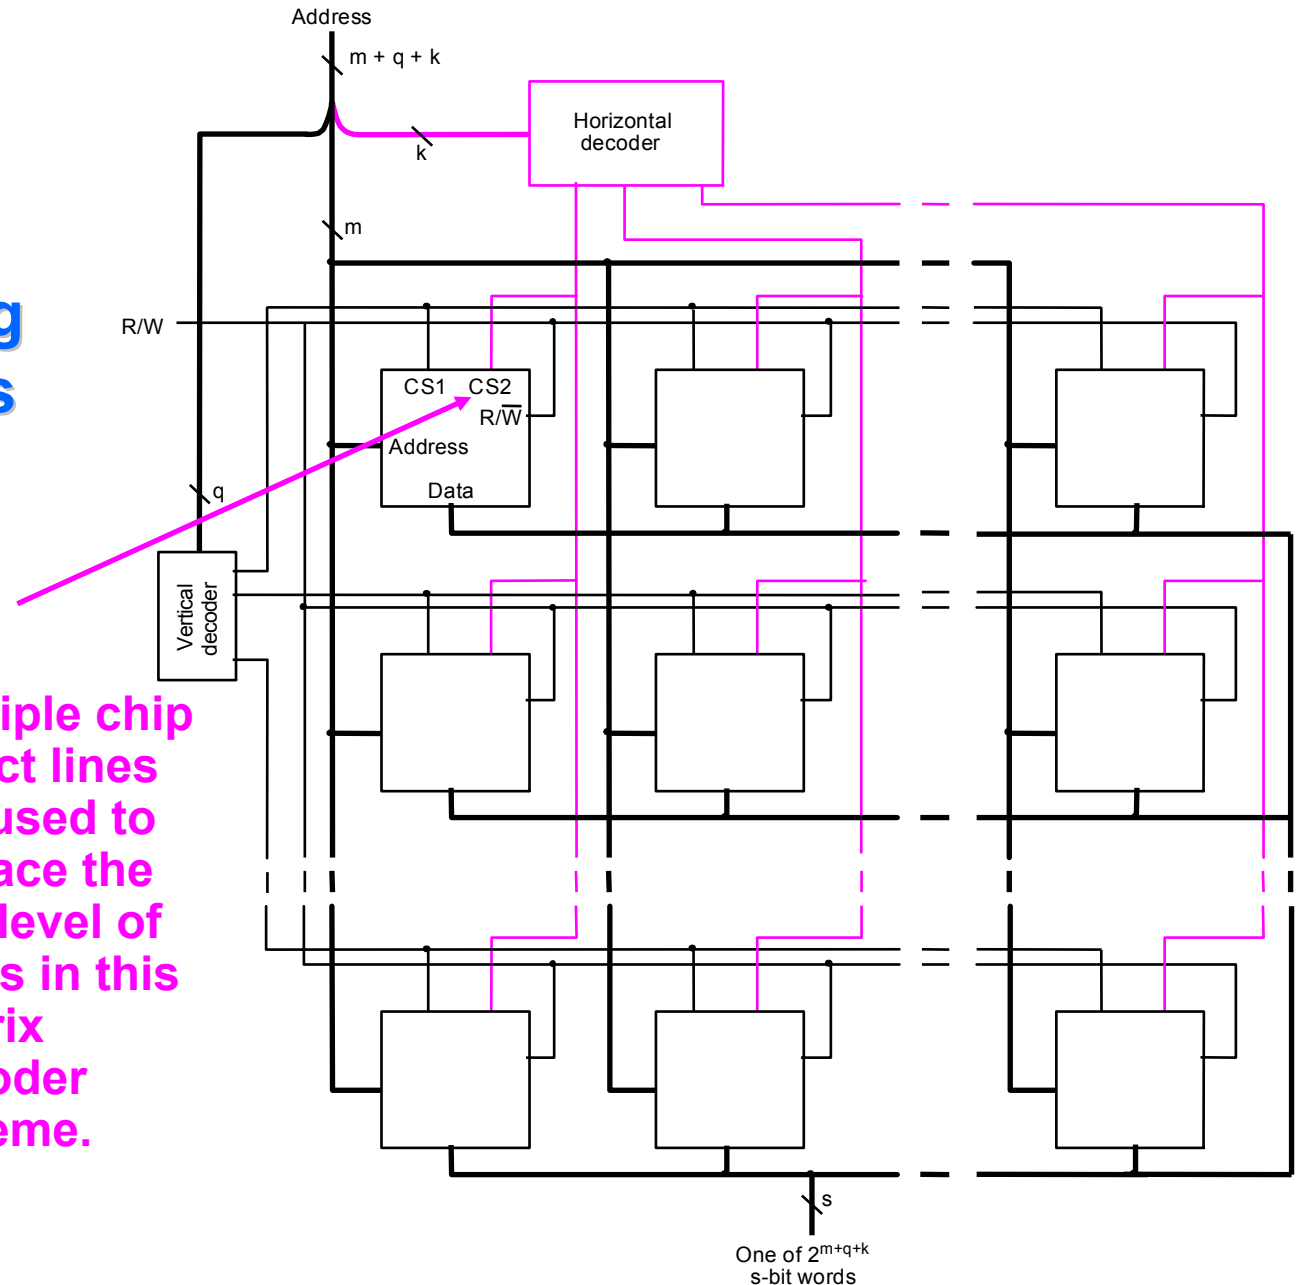 Address
m + q + k
Horizontal
decoder
k
m
g
s
R/W
CS1 CS2
R/W̅
Address
Data
q
Vertical
decoder
iple chip
ct lines
used to
ace the
level of
s in this
rix
oder
eme.
s
One of 2^m+q+k
s-bit words